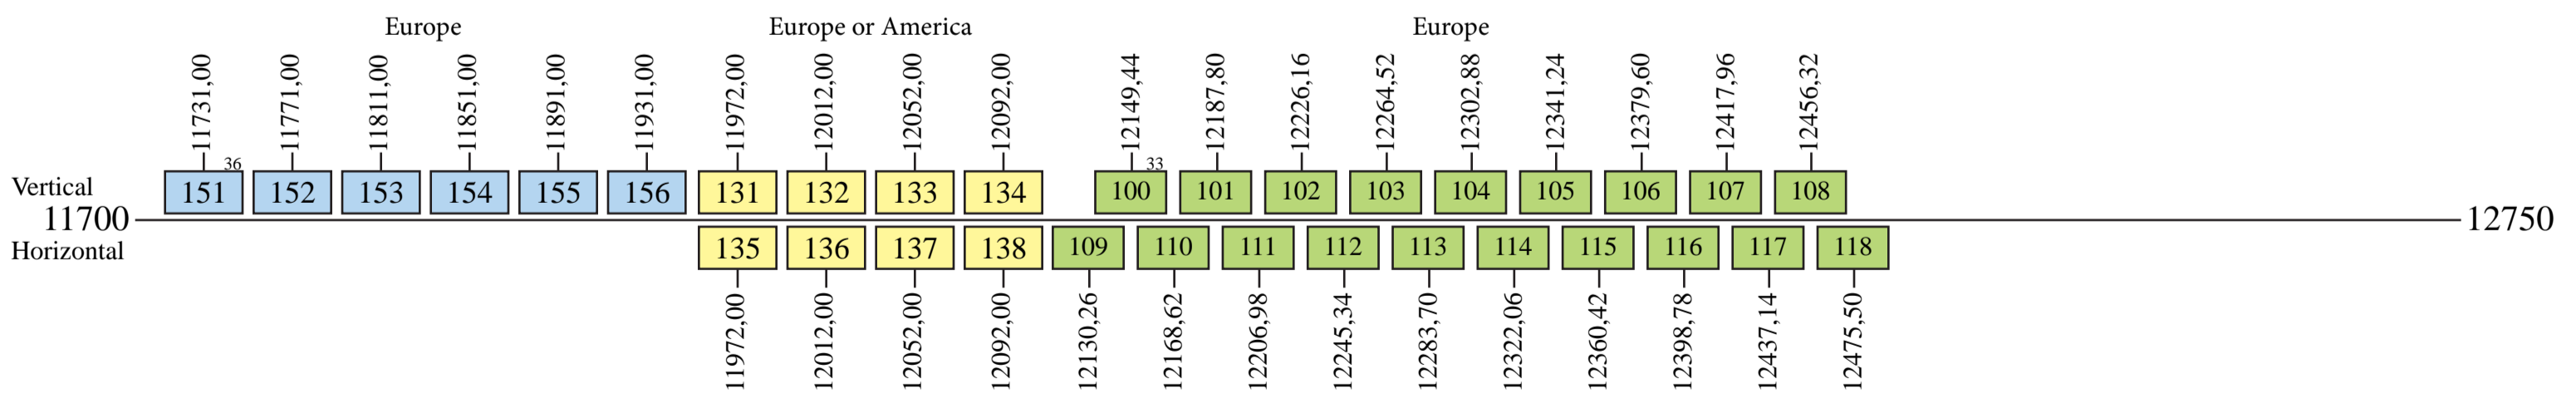 Europe Europe or America Europe
11731,00 11771,00 11811,00 11851,00 11891,00 11931,00 11972,00 12012,00 12052,00 12092,00 12149,44 12187,80 12226,16 12264,52 12302,88 12341,24 12379,60 12417,96 12456,32
36 33
Vertical 151 152 153 154 155 156 131 132 133 134 100 101 102 103 104 105 106 107 108
11700 12750
Horizontal 135 136 137 138 109 110 111 112 113 114 115 116 117 118
11972,00 12012,00 12052,00 12092,00 12130,26 12168,62 12206,98 12245,34 12283,70 12322,06 12360,42 12398,78 12437,14 12475,50